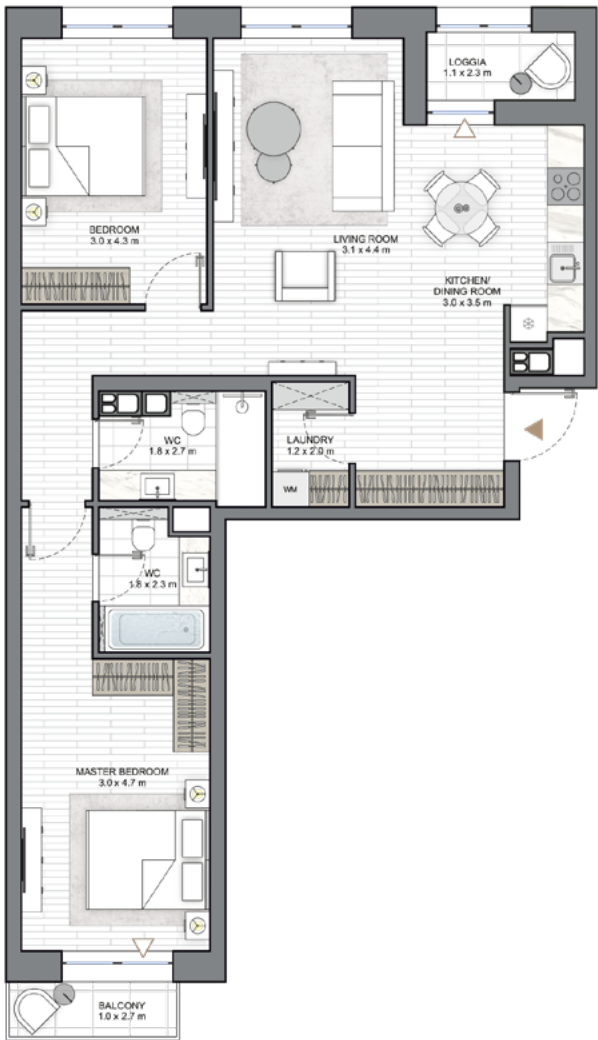 LOGGIA
1.1 x 2.3 m
BEDROOM
3.0 x 4.3 m
LIVING ROOM
3.1 x 4.4 m
KITCHEN/
DINING ROOM
3.0 x 3.5 m
WC
1.8 x 2.7 m
LAUNDRY
1.2 x 2.0 m
WM
WC
1.8 x 2.3 m
MASTER BEDROOM
3.0 x 4.7 m
BALCONY
1.0 x 2.7 m